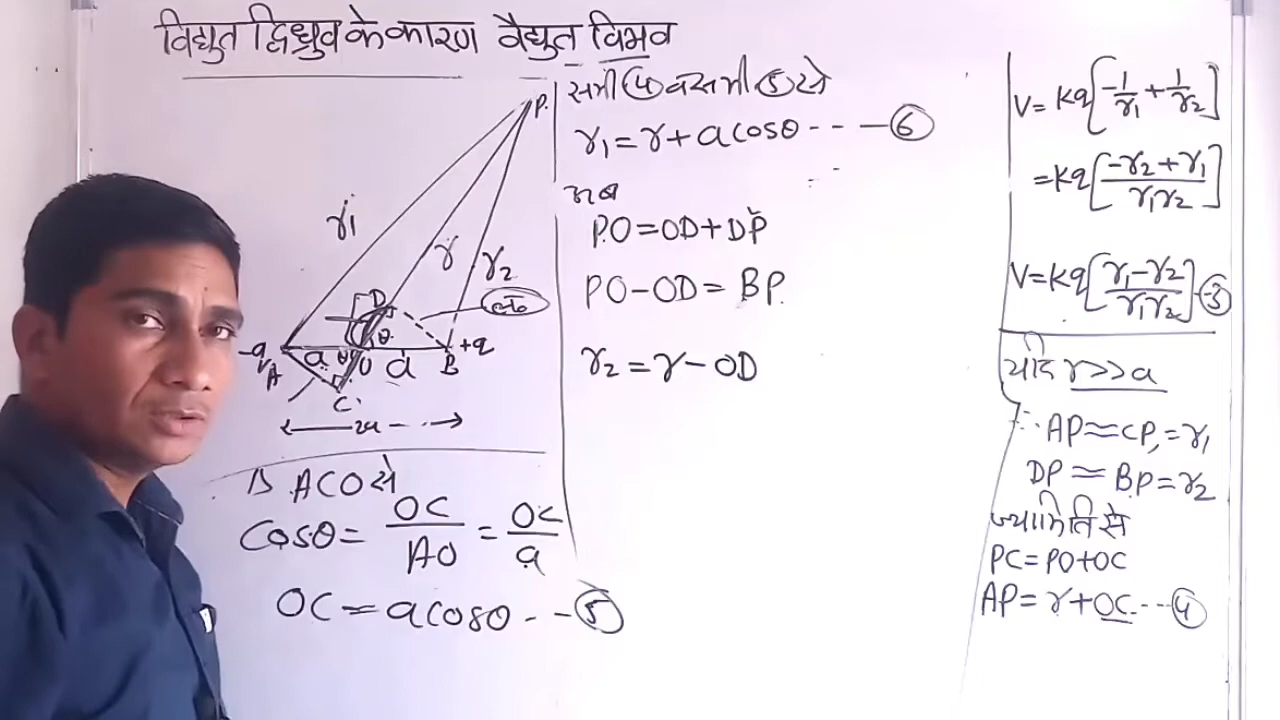 विद्युत द्विध्रुव के कारण वैद्युत विभव
P.
r₁
r
r₂
D
θ
-q
A
a
θ
O
a
B
+q
C
2a
△ ACO से
Cosθ = OC/AO = OC/a
OC = acosθ - - ⑤
समी ④ व समी ⑤ से
r₁ = r + a cosθ - - - - ⑥
अब
PO = OD + DP
PO - OD = BP
r₂ = r - OD
V = Kq[-1/r₁ + 1/r₂]
= Kq[(-r₂ + r₁)/r₁r₂]
V = Kq[(r₁ - r₂)/r₁r₂] - ③
यदि r >> a
∴ AP ≈ CP = r₁
DP ≈ BP = r₂
ज्यामिति से
PC = PO + OC
AP = r + OC - - - ④